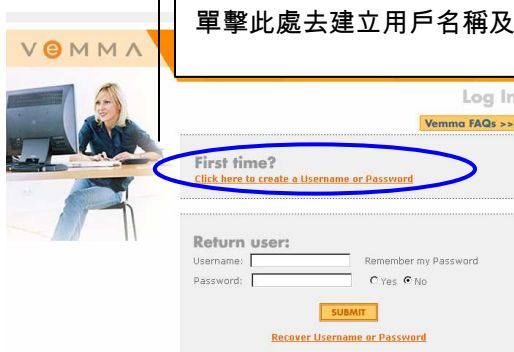 單擊此處去建立用戶名稱及
VEMMA
Log In
Vemma FAQs >>
First time?
Click here to create a Username or Password
Return user:
Username: Remember my Password
Password: Yes No
SUBMIT
Recover Username or Password